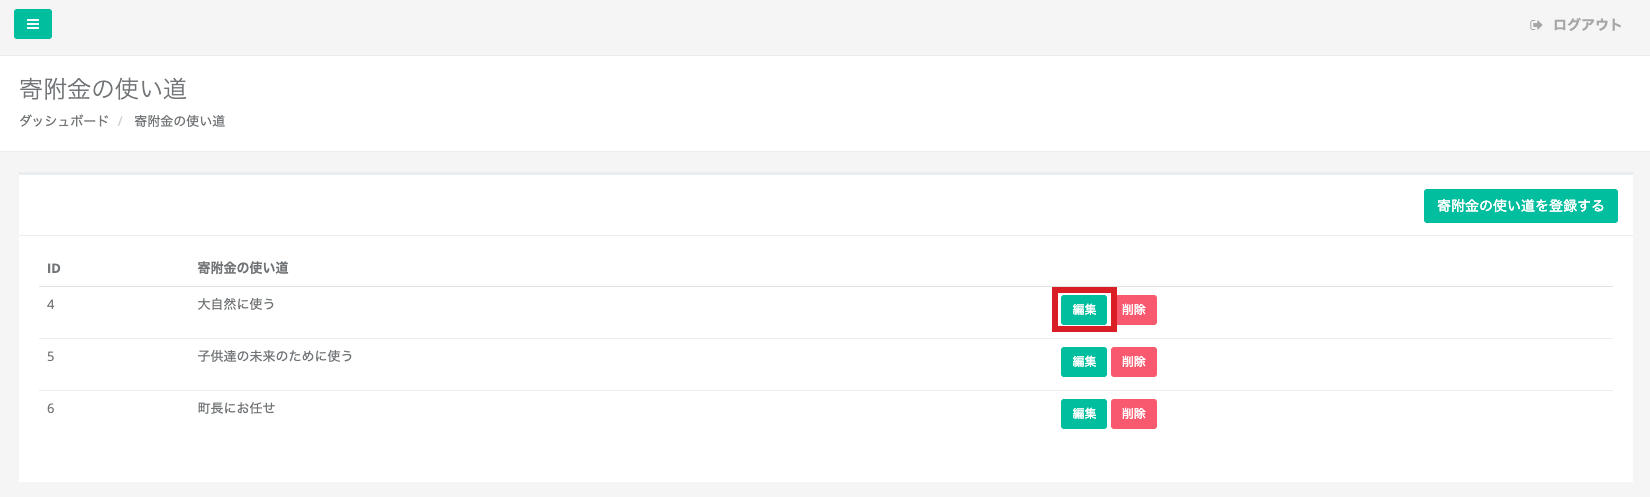 ログアウト
寄附金の使い道
ダッシュボード / 寄附金の使い道
寄附金の使い道を登録する
ID 寄附金の使い道
4 大自然に使う 編集 削除
5 子供達の未来のために使う 編集 削除
6 町長にお任せ 編集 削除